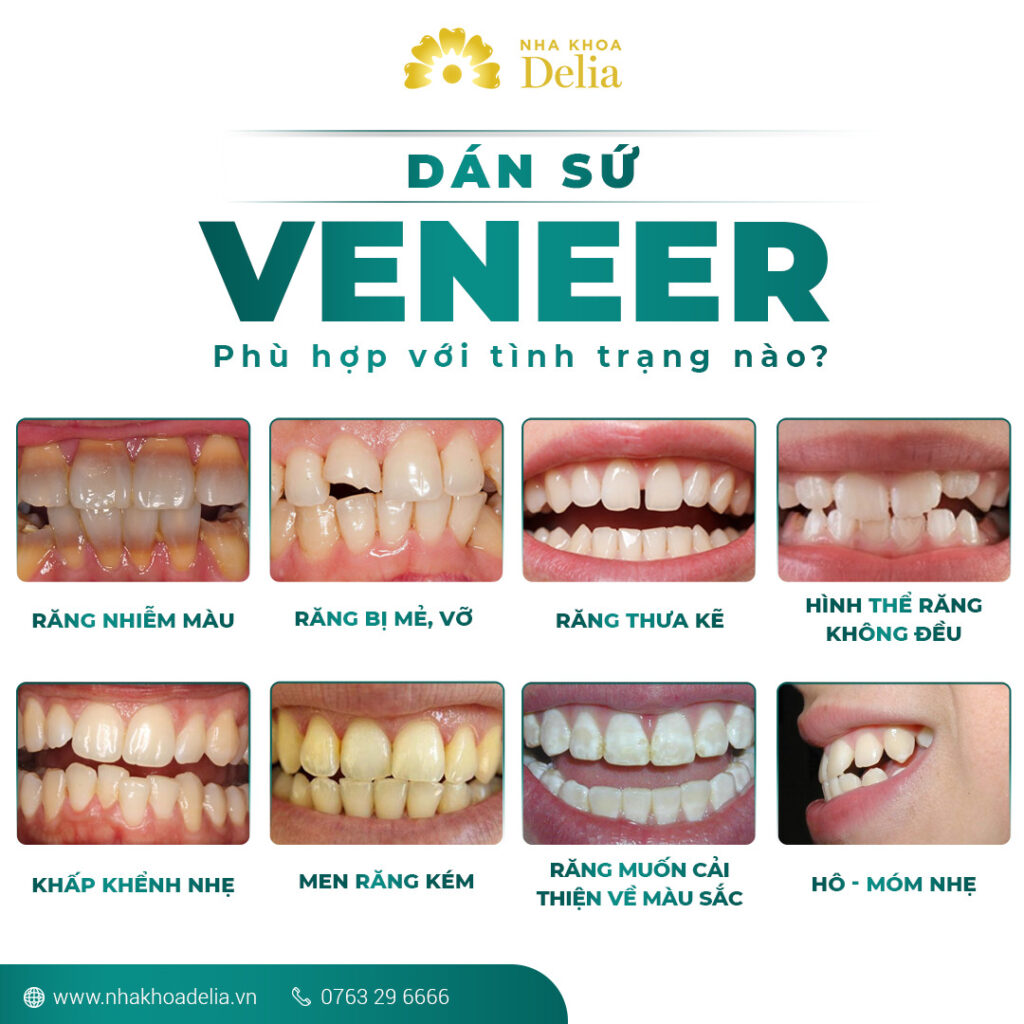 NHA KHOA
Delia
DÁN SỨ
VENEER
Phù hợp với tình trạng nào?
RĂNG NHIỄM MÀU
RĂNG BỊ MẺ, VỠ
RĂNG THƯA KẼ
HÌNH THỂ RĂNG
KHÔNG ĐỀU
KHẤP KHỂNH NHẸ
MEN RĂNG KÉM
RĂNG MUỐN CẢI
THIỆN VỀ MÀU SẮC
HÔ - MÓM NHẸ
www.nhakhoadelia.vn
0763 29 6666